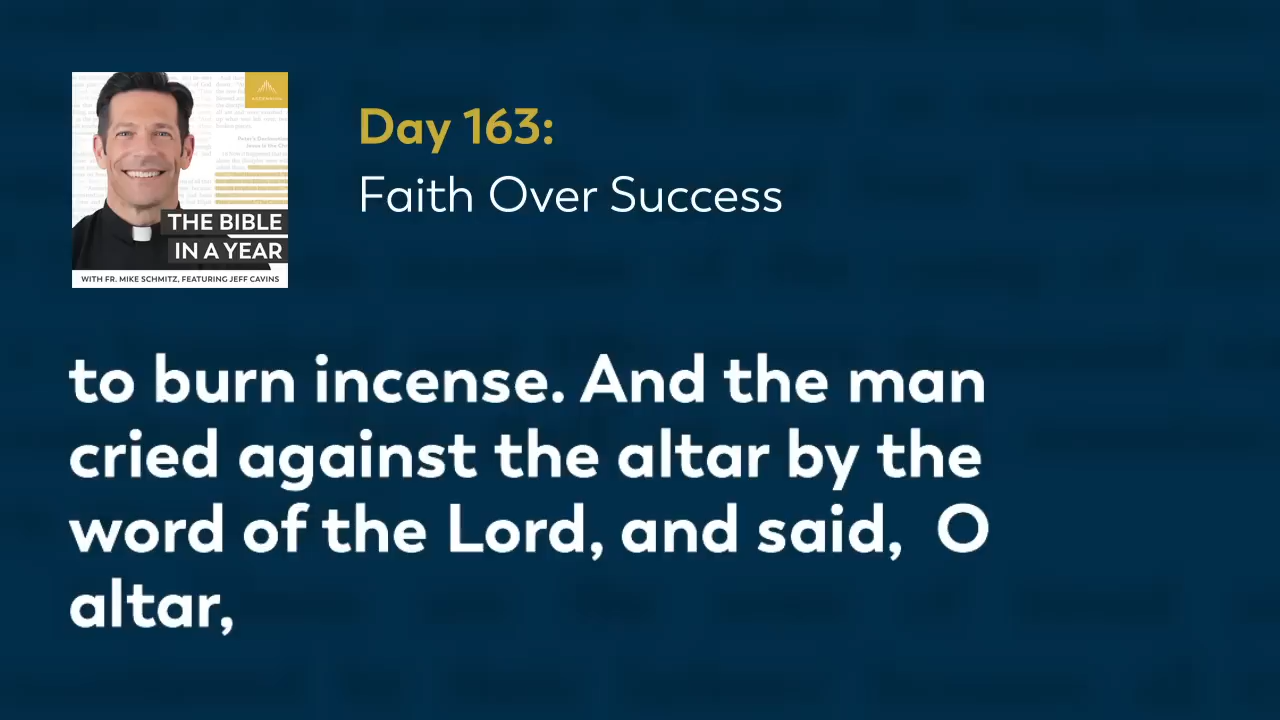 Day 163:
Faith Over Success
THE BIBLE
IN A YEAR
WITH FR. MIKE SCHMITZ, FEATURING JEFF CAVINS
to burn incense. And the man
cried against the altar by the
word of the Lord, and said, O
altar,